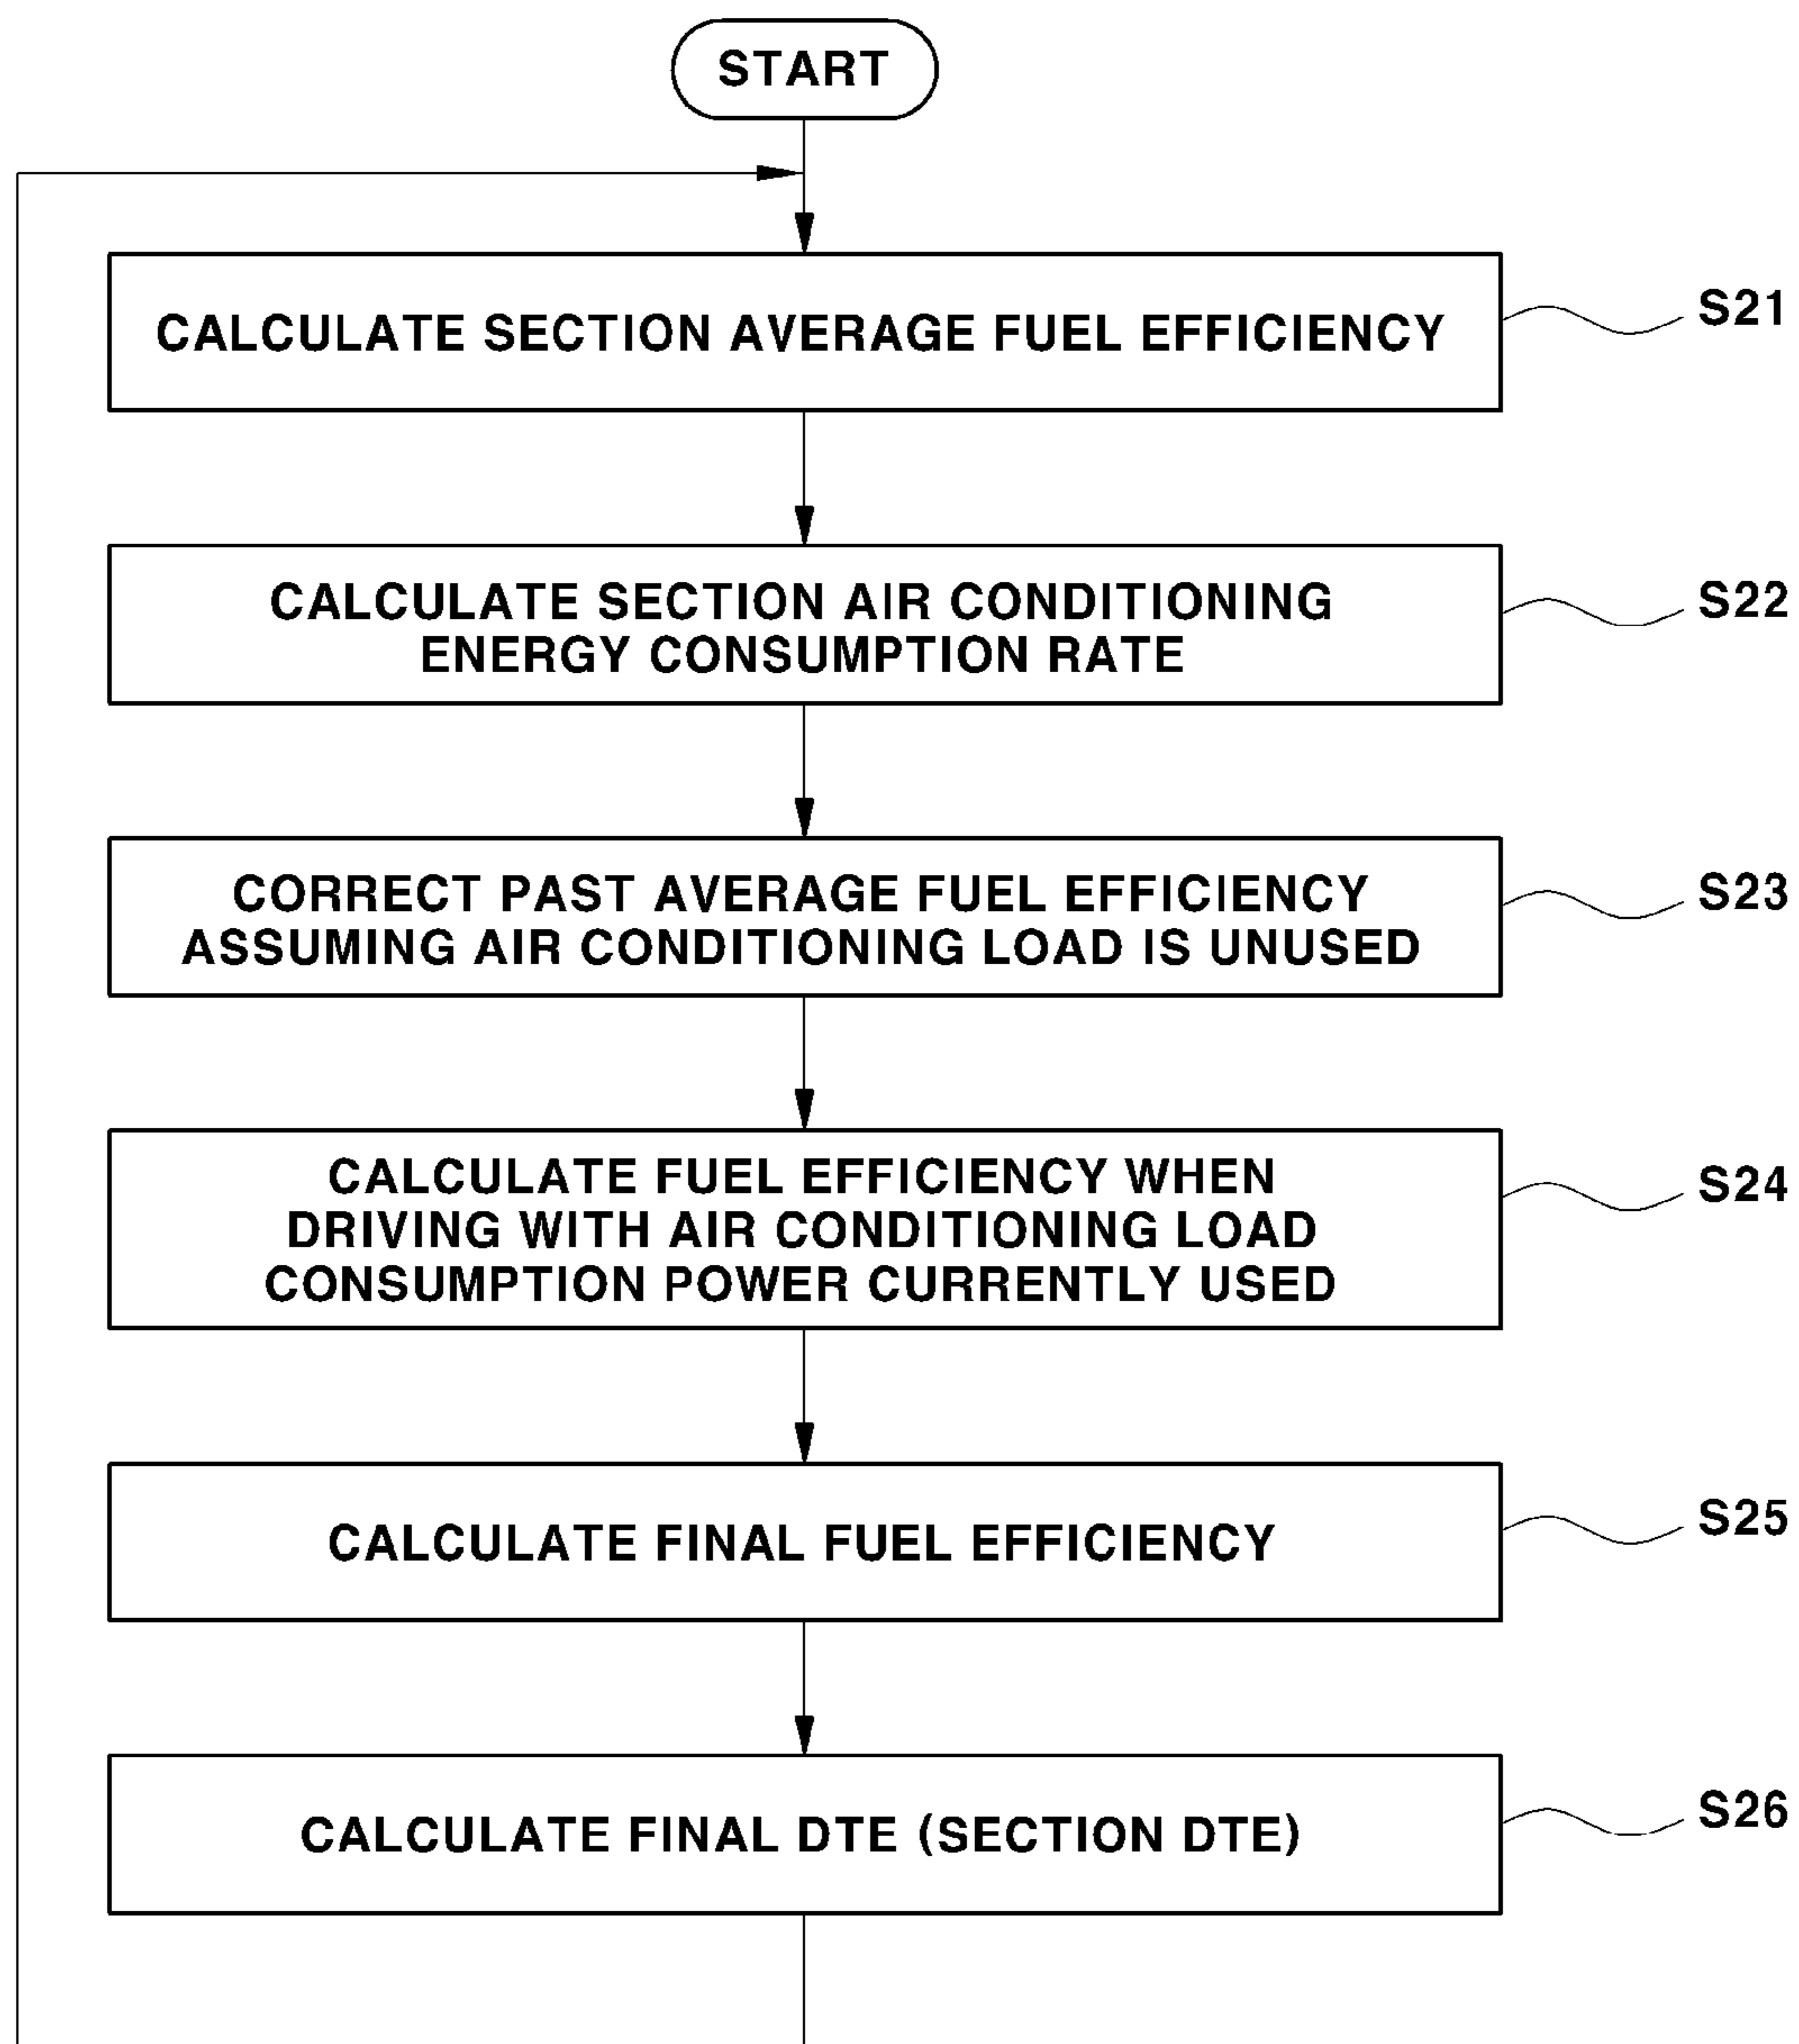 START
CALCULATE SECTION AVERAGE FUEL EFFICIENCY
S21
CALCULATE SECTION AIR CONDITIONING
ENERGY CONSUMPTION RATE
S22
CORRECT PAST AVERAGE FUEL EFFICIENCY
ASSUMING AIR CONDITIONING LOAD IS UNUSED
S23
CALCULATE FUEL EFFICIENCY WHEN
DRIVING WITH AIR CONDITIONING LOAD
CONSUMPTION POWER CURRENTLY USED
S24
CALCULATE FINAL FUEL EFFICIENCY
S25
CALCULATE FINAL DTE (SECTION DTE)
S26